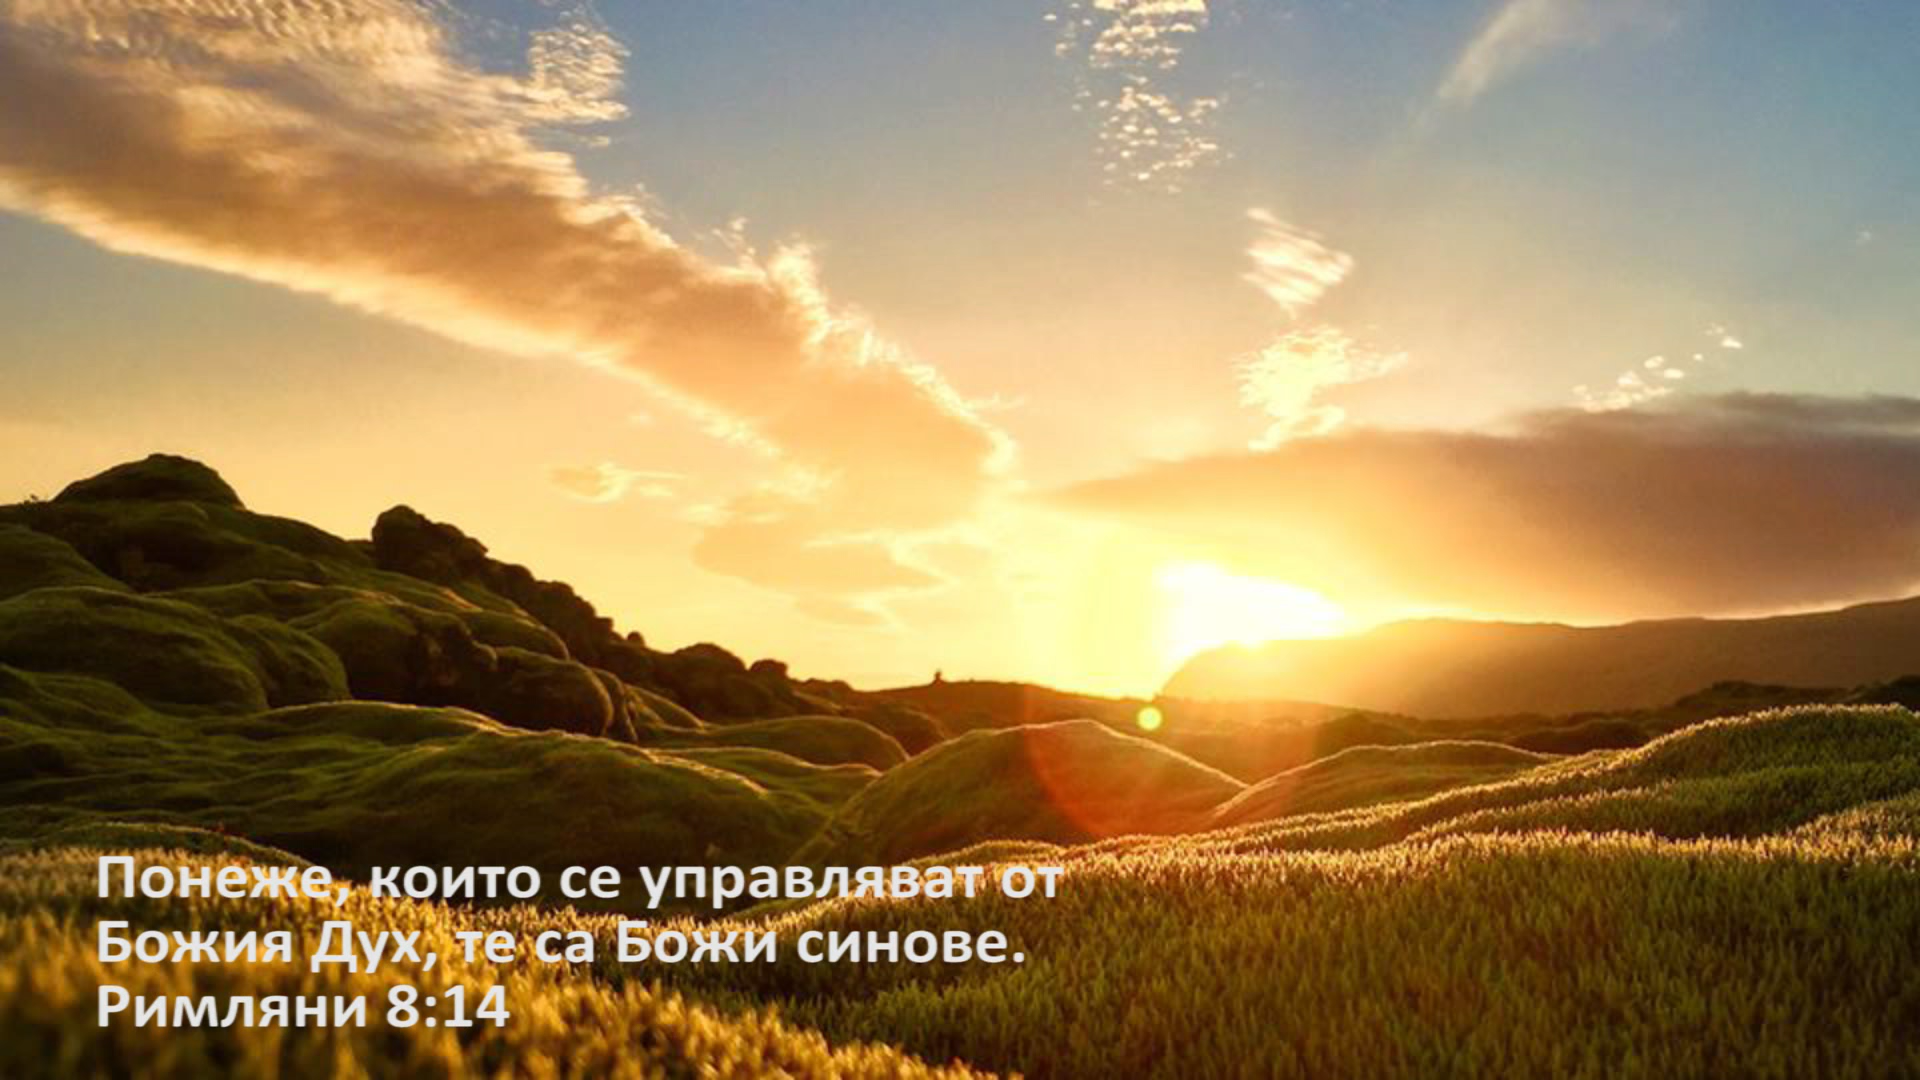 Понеже, които се управляват от
Божия Дух, те са Божи синове.
Римляни 8:14